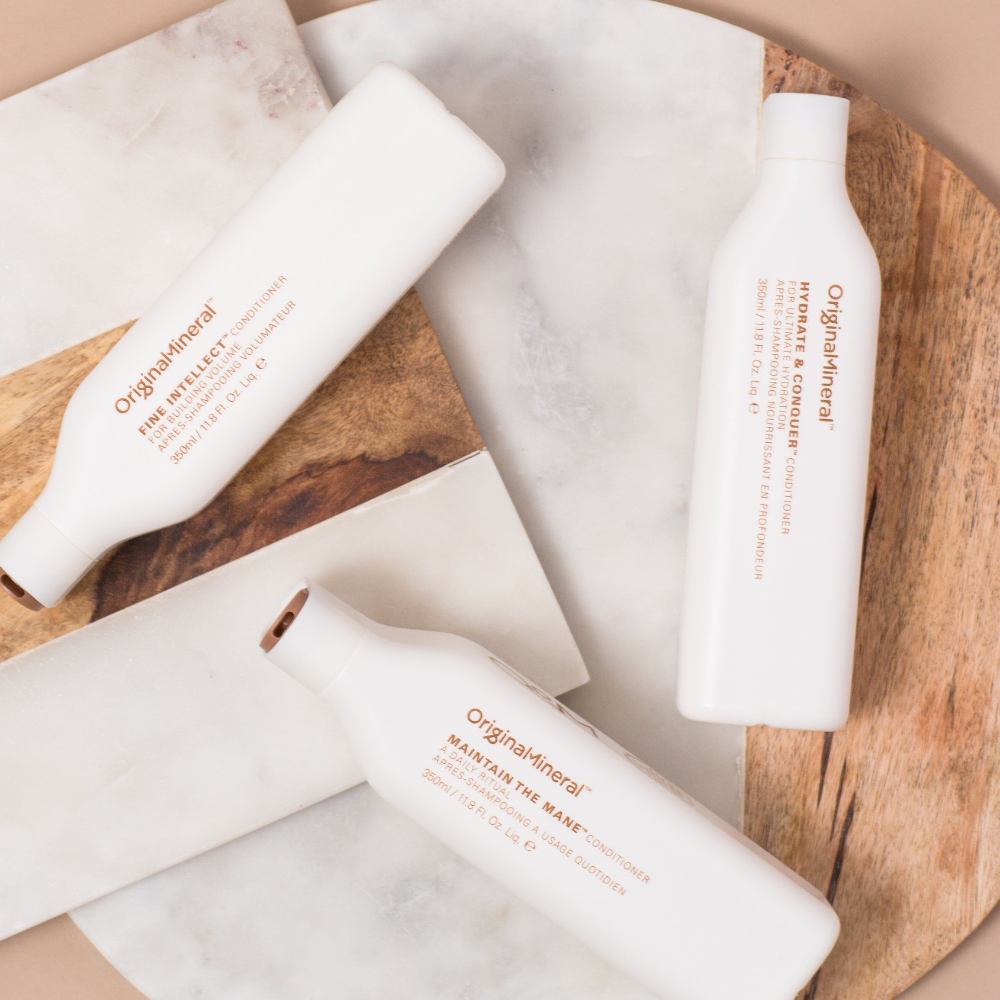 OriginalMineral™
FINE INTELLECT™ CONDITIONER
FOR BUILDING VOLUME
APRES-SHAMPOOING VOLUMATEUR
350ml / 11.8 Fl. Oz. Liq. ℮
OriginalMineral™
HYDRATE & CONQUER™ CONDITIONER
FOR ULTIMATE HYDRATION
APRES-SHAMPOOING NOURRISSANT EN PROFONDEUR
350ml / 11.8 Fl. Oz. Liq. ℮
OriginalMineral™
MAINTAIN THE MANE™ CONDITIONER
A DAILY RITUAL
APRES-SHAMPOOING A USAGE QUOTIDIEN
350ml / 11.8 Fl. Oz. Liq. ℮